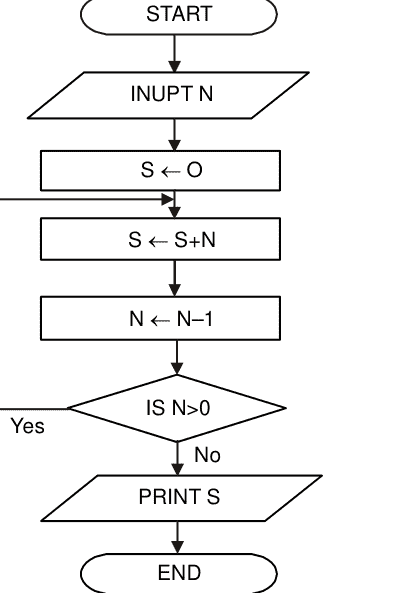 START
INUPT N
S ← O
S ← S+N
N ← N–1
IS N>0
Yes
No
PRINT S
END